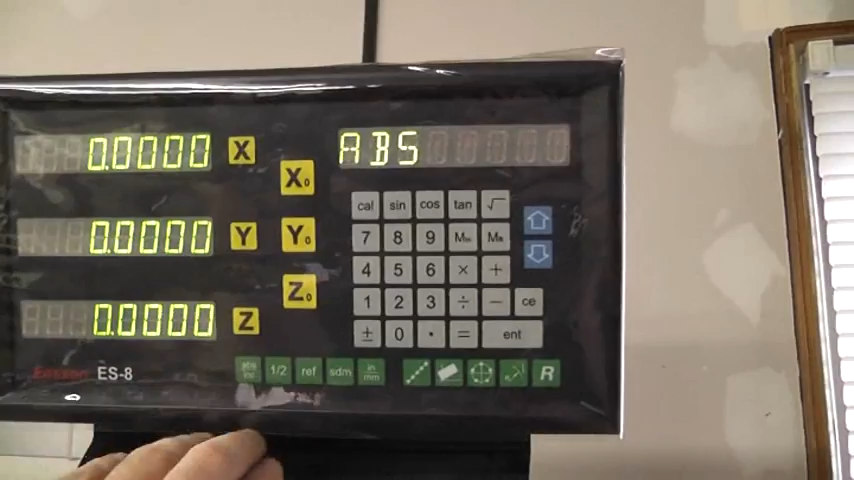 0.0000 X X₀ ABS
0.0000 Y Y₀
0.0000 Z Z₀
cal sin cos tan √
7 8 9 Mᵢₙ
4 5 6 × +
1 2 3 ÷ − ce
± 0 · = ent
ES-8
1/2 ref sdm in mm R